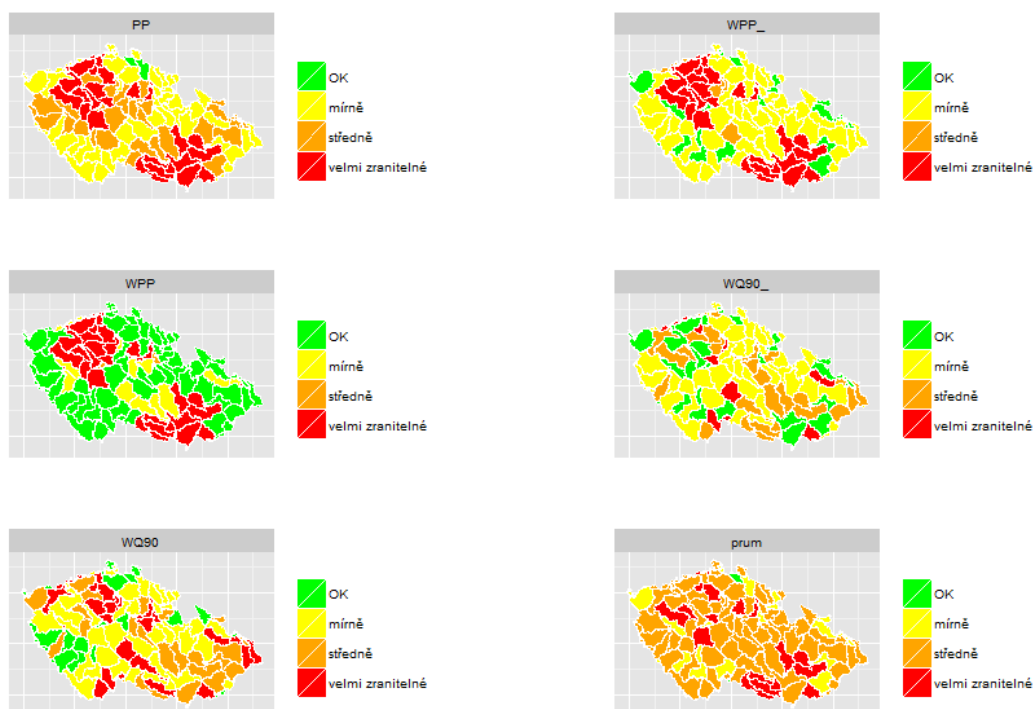 PP
OK
mírně
středně
velmi zranitelné
WPP_
OK
mírně
středně
velmi zranitelné
WPP
OK
mírně
středně
velmi zranitelné
WQ90_
OK
mírně
středně
velmi zranitelné
WQ90
OK
mírně
středně
velmi zranitelné
prum
OK
mírně
středně
velmi zranitelné